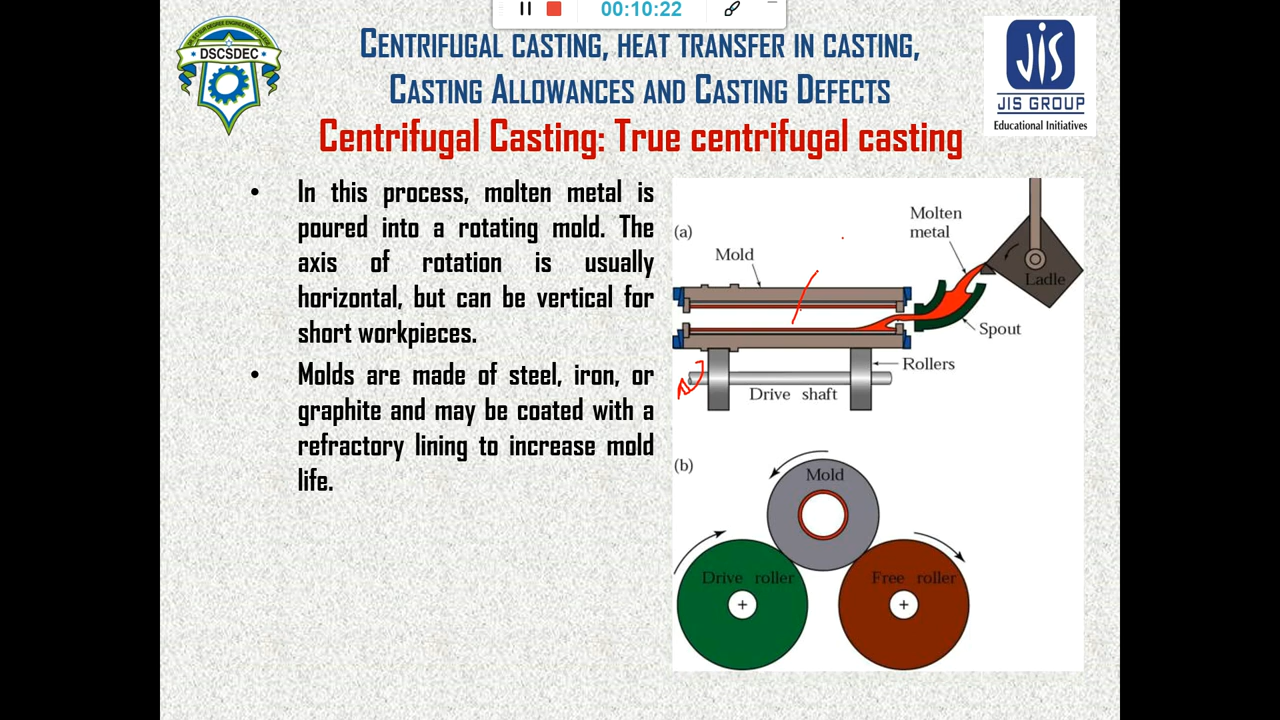 00:10:22
CENTRIFUGAL CASTING, HEAT TRANSFER IN CASTING,
CASTING ALLOWANCES AND CASTING DEFECTS
Centrifugal Casting: True centrifugal casting
DSCSDEC
JIS
JIS GROUP
Educational Initiatives
• In this process, molten metal is
poured into a rotating mold. The
axis of rotation is usually
horizontal, but can be vertical for
short workpieces.
• Molds are made of steel, iron, or
graphite and may be coated with a
refractory lining to increase mold
life.
(a)
Molten
metal
Mold
Ladle
Spout
Rollers
Drive shaft
(b)
Mold
Drive roller
Free roller